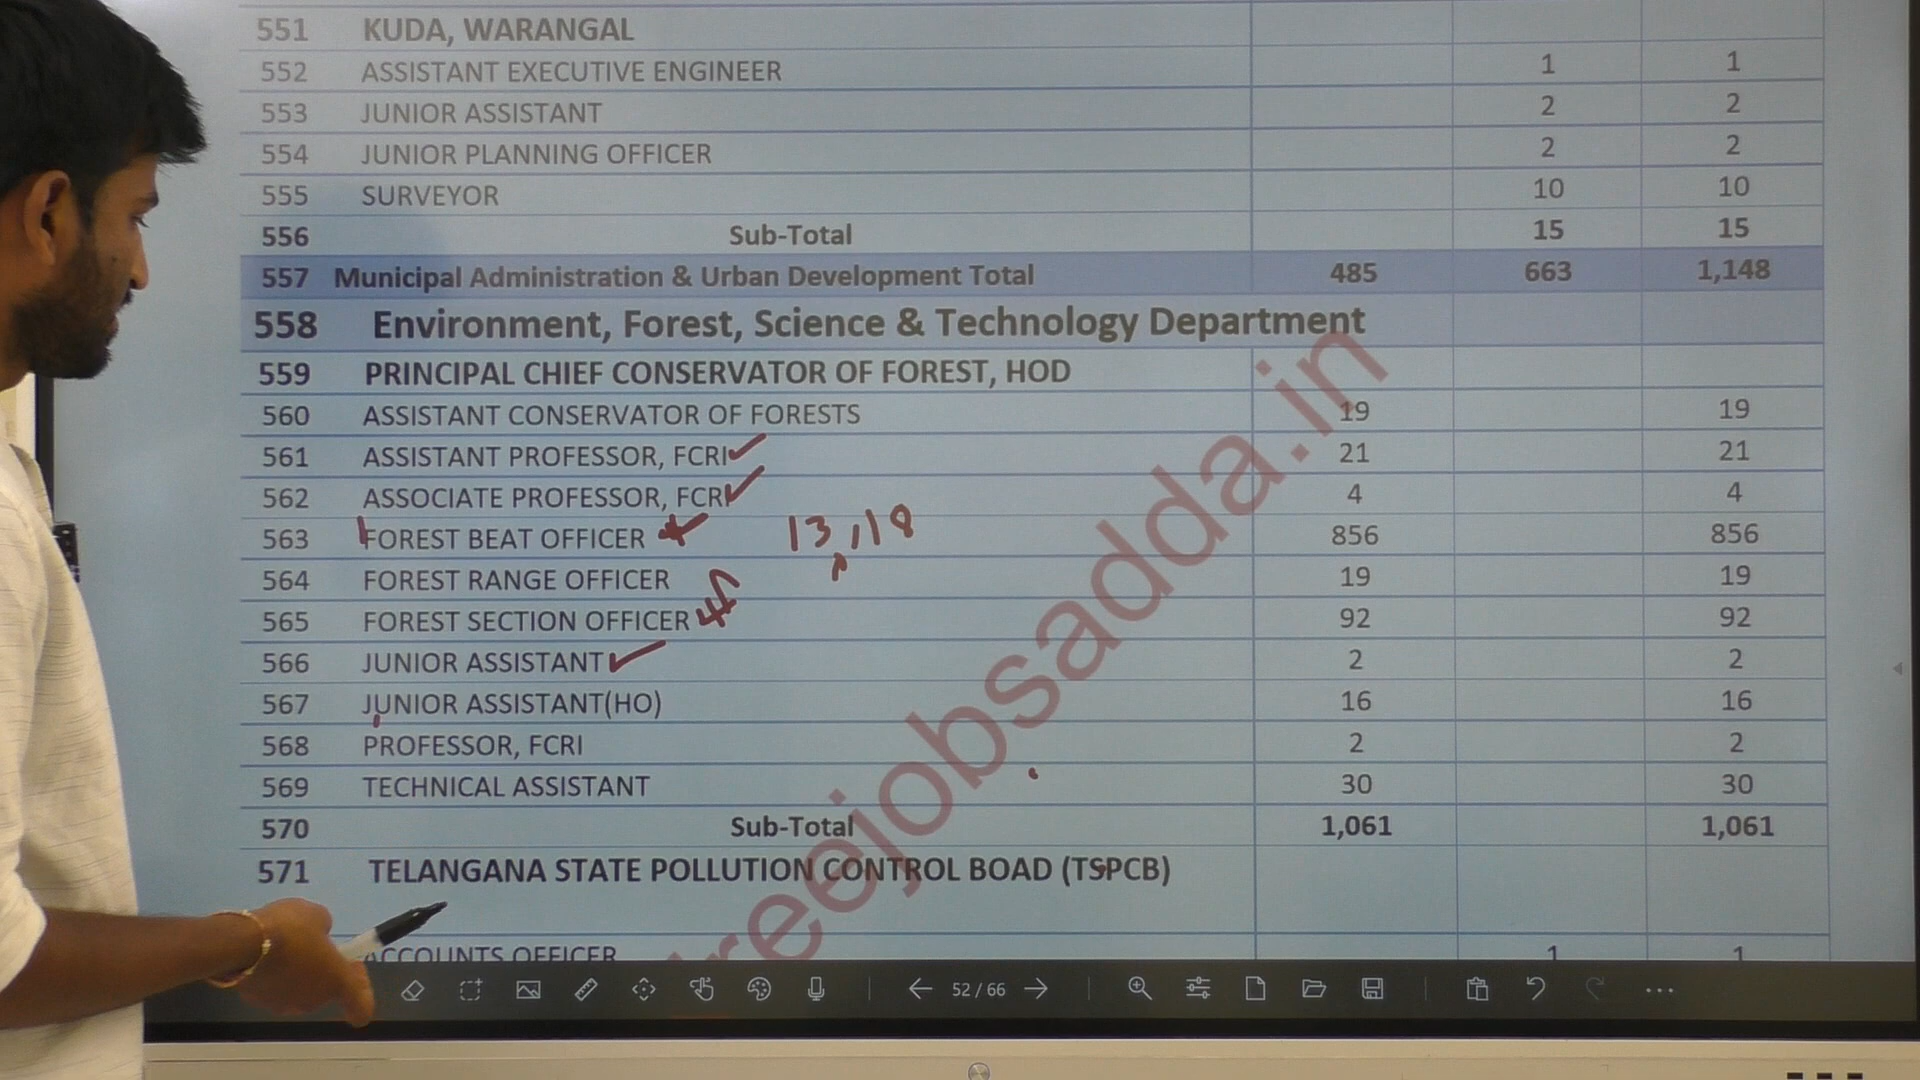 551 KUDA, WARANGAL
552 ASSISTANT EXECUTIVE ENGINEER 1 1
553 JUNIOR ASSISTANT 2 2
554 JUNIOR PLANNING OFFICER 2 2
555 SURVEYOR 10 10
556 Sub-Total 15 15
557 Municipal Administration & Urban Development Total 485 663 1,148
558 Environment, Forest, Science & Technology Department
559 PRINCIPAL CHIEF CONSERVATOR OF FOREST, HOD
560 ASSISTANT CONSERVATOR OF FORESTS 19 19
561 ASSISTANT PROFESSOR, FCRI 21 21
562 ASSOCIATE PROFESSOR, FCRI 4 4
563 FOREST BEAT OFFICER 13,118 856 856
564 FOREST RANGE OFFICER 19 19
565 FOREST SECTION OFFICER 92 92
566 JUNIOR ASSISTANT 2 2
567 JUNIOR ASSISTANT(HO) 16 16
568 PROFESSOR, FCRI 2 2
569 TECHNICAL ASSISTANT 30 30
570 Sub-Total 1,061 1,061
571 TELANGANA STATE POLLUTION CONTROL BOAD (TSPCB)
ACCOUNTS OFFICER 1 1
reejobsadda.in
52 / 66